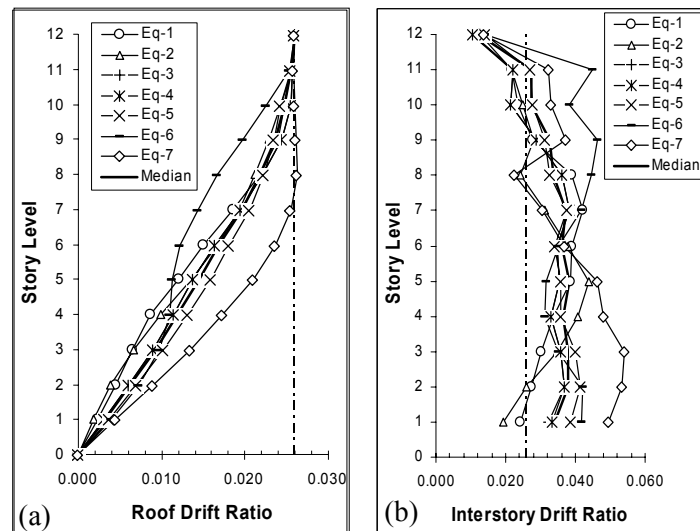 12
11
10
9
8
7
6
5
4
3
2
1
0
Story Level
Eq-1
Eq-2
Eq-3
Eq-4
Eq-5
Eq-6
Eq-7
Median
0.000 0.010 0.020 0.030
Roof Drift Ratio
(a)
12
11
10
9
8
7
6
5
4
3
2
1
0
Story Level
Eq-1
Eq-2
Eq-3
Eq-4
Eq-5
Eq-6
Eq-7
Median
0.000 0.020 0.040 0.060
Interstory Drift Ratio
(b)